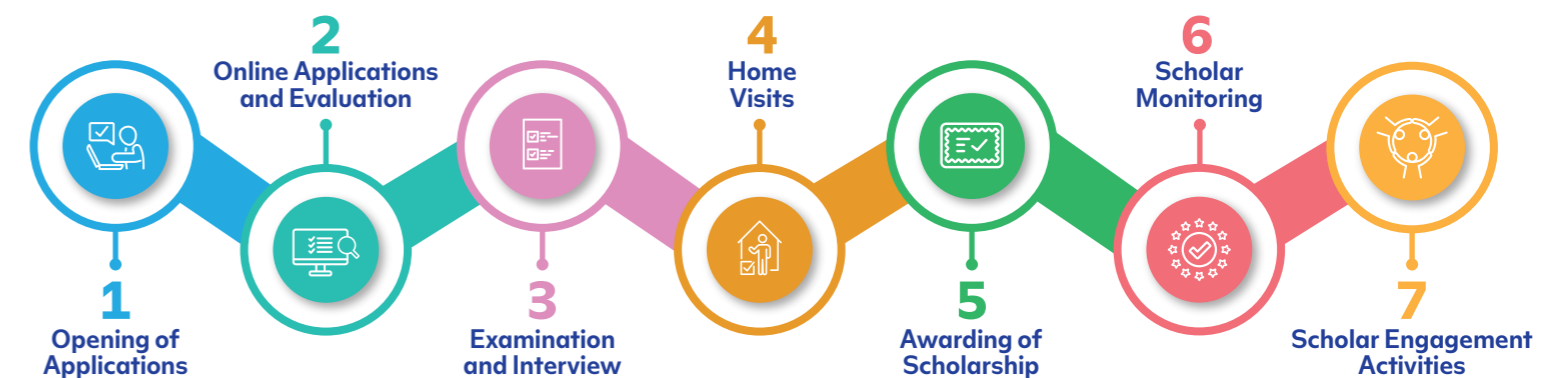 1
Opening of
Applications
2
Online Applications
and Evaluation
3
Examination
and Interview
4
Home
Visits
5
Awarding of
Scholarship
6
Scholar
Monitoring
7
Scholar Engagement
Activities